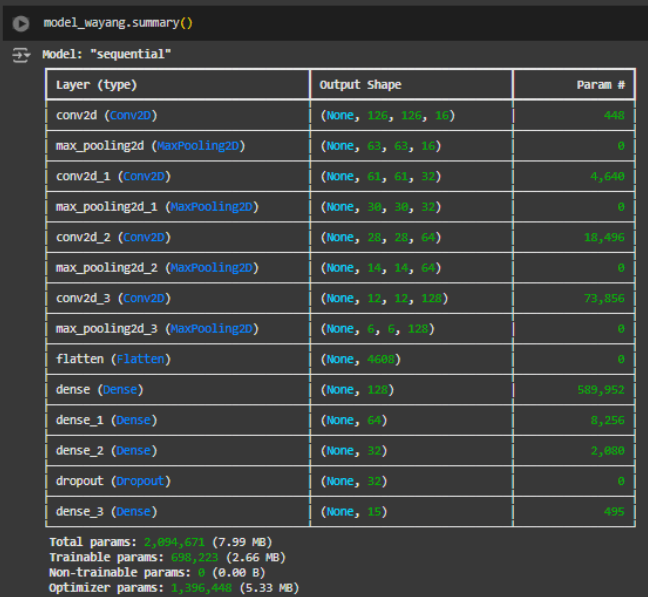 model_wayang.summary()
Model: "sequential"
Layer (type) Output Shape Param #
conv2d (Conv2D) (None, 126, 126, 16) 448
max_pooling2d (MaxPooling2D) (None, 63, 63, 16) 0
conv2d_1 (Conv2D) (None, 61, 61, 32) 4,640
max_pooling2d_1 (MaxPooling2D) (None, 30, 30, 32) 0
conv2d_2 (Conv2D) (None, 28, 28, 64) 18,496
max_pooling2d_2 (MaxPooling2D) (None, 14, 14, 64) 0
conv2d_3 (Conv2D) (None, 12, 12, 128) 73,856
max_pooling2d_3 (MaxPooling2D) (None, 6, 6, 128) 0
flatten (Flatten) (None, 4608) 0
dense (Dense) (None, 128) 589,952
dense_1 (Dense) (None, 64) 8,256
dense_2 (Dense) (None, 32) 2,080
dropout (Dropout) (None, 32) 0
dense_3 (Dense) (None, 15) 495
Total params: 2,094,671 (7.99 MB)
Trainable params: 698,223 (2.66 MB)
Non-trainable params: 0 (0.00 B)
Optimizer params: 1,396,448 (5.33 MB)